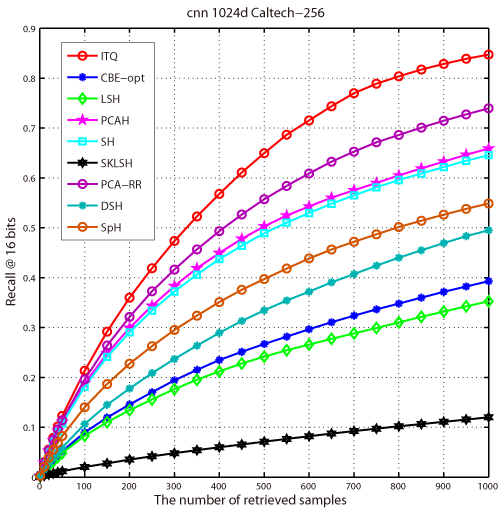 cnn 1024d Caltech−256
0.9
0.8
0.7
0.6
0.5
0.4
0.3
0.2
0.1
0
Recall @ 16 bits
ITQ
CBE−opt
LSH
PCAH
SH
SKLSH
PCA−RR
DSH
SpH
0 100 200 300 400 500 600 700 800 900 1000
The number of retrieved samples